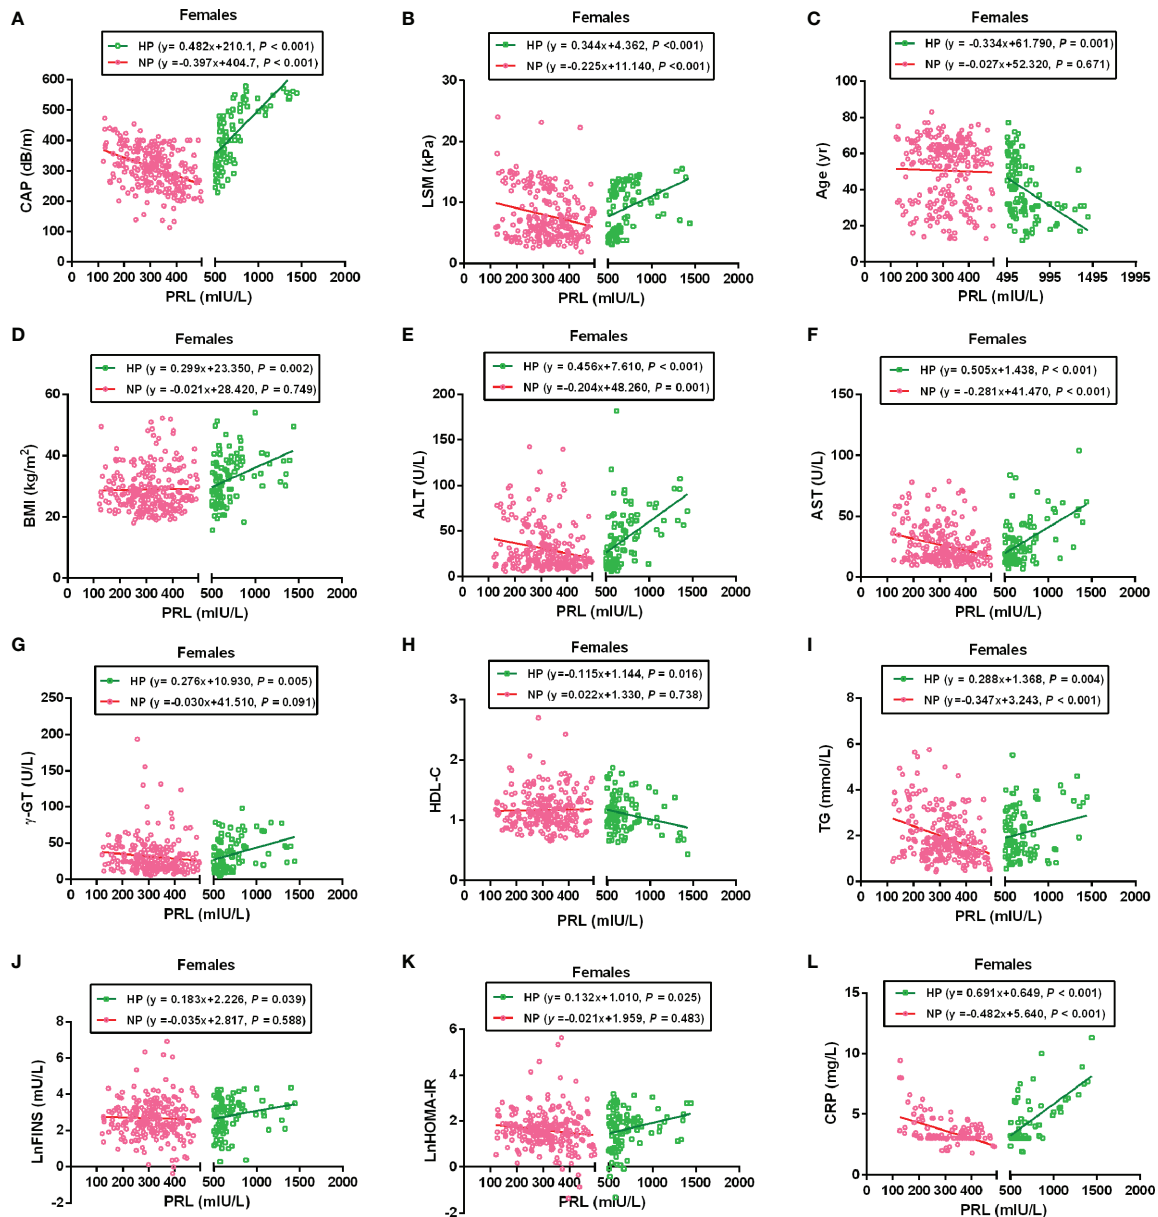 A
Females
HP (y= 0.482x+210.1, P < 0.001)
NP (y=-0.397x+404.7, P < 0.001)
CAP (dB/m)
600
500
400
300
200
100
0
100 200 300 400 500 1000 1500 2000
PRL (mIU/L)
B
Females
HP (y= 0.344x+4.362, P <0.001)
NP (y=-0.225x+11.140, P <0.001)
LSM (kPa)
30
20
10
0
100 200 300 400 500 1000 1500 2000
PRL (mIU/L)
C
Females
HP (y = -0.334x+61.790, P = 0.001)
NP (y =-0.027x+52.320, P = 0.671)
Age (yr)
100
80
60
40
20
0
100 200 300 400 495 995 1495 1995
PRL (mIU/L)
D
Females
HP (y = 0.299x+23.350, P = 0.002)
NP (y = -0.021x+28.420, P = 0.749)
BMI (kg/m2)
60
40
20
0
100 200 300 400 500 1000 1500 2000
PRL (mIU/L)
E
Females
HP (y = 0.456x+7.610, P < 0.001)
NP (y =-0.204x+48.260, P = 0.001)
ALT (U/L)
200
150
100
50
0
100 200 300 400 500 1000 1500 2000
PRL (mIU/L)
F
Females
HP (y = 0.505x+1.438, P < 0.001)
NP (y = -0.281x+41.470, P < 0.001)
AST (U/L)
150
100
50
0
100 200 300 400 500 1000 1500 2000
PRL (mIU/L)
G
Females
HP (y = 0.276x+10.930, P = 0.005)
NP (y =-0.030x+41.510, P = 0.091)
γ-GT (U/L)
250
200
150
100
50
0
100 200 300 400 500 1000 1500 2000
PRL (mIU/L)
H
Females
HP (y=-0.115x+1.144, P = 0.016)
NP (y=0.022x+1.330, P = 0.738)
HDL-C
3
2
1
0
100 200 300 400 500 1000 1500 2000
PRL (mIU/L)
I
Females
HP (y = 0.288x+1.368, P = 0.004)
NP (y =-0.347x+3.243, P < 0.001)
TG (mmol/L)
8
6
4
2
0
100 200 300 400 500 1000 1500 2000
PRL (mIU/L)
J
Females
HP (y = 0.183x+2.226, P = 0.039)
NP (y=-0.035x+2.817, P = 0.588)
LnFINS (mU/L)
8
6
4
2
0
-2
100 200 300 400 500 1000 1500 2000
PRL (mIU/L)
K
Females
HP (y= 0.132x+1.010, P = 0.025)
NP (y =-0.021x+1.959, P = 0.483)
LnHOMA-IR
6
4
2
0
-2
100 200 300 400 500 1000 1500 2000
PRL (mIU/L)
L
Females
HP (y = 0.691x+0.649, P < 0.001)
NP (y =-0.482x+5.640, P < 0.001)
CRP (mg/L)
15
10
5
0
100 200 300 400 500 1000 1500 2000
PRL (mIU/L)